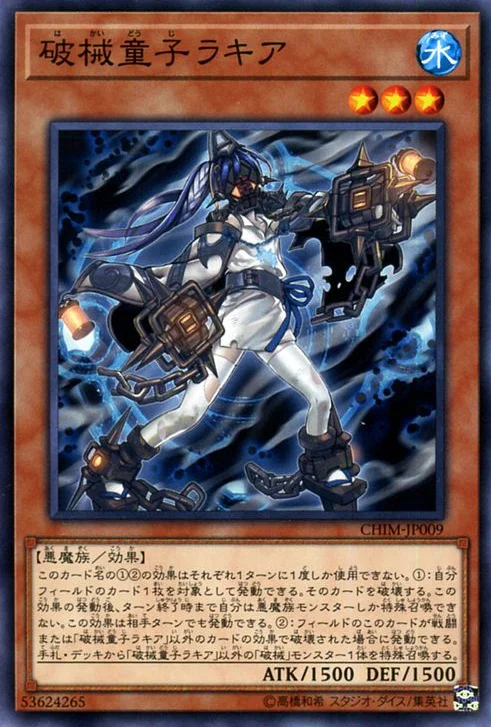 破械童子ラキア
水
CHIM-JP009
【悪魔族/効果】
このカード名の①②の効果はそれぞれ1ターンに1度しか使用できない。①:自分
フィールドのカード1枚を対象として発動できる。そのカードを破壊する。この
効果の発動後、ターン終了時まで自分は悪魔族モンスターしか特殊召喚でき
ない。この効果は相手ターンでも発動できる。②:フィールドのこのカードが戦闘
または「破械童子ラキア」以外のカードの効果で破壊された場合に発動できる。
手札・デッキから「破械童子ラキア」以外の「破械」モンスター1体を特殊召喚する。
ATK/1500 DEF/1500
53624265 ©高橋和希 スタジオ・ダイス/集英社